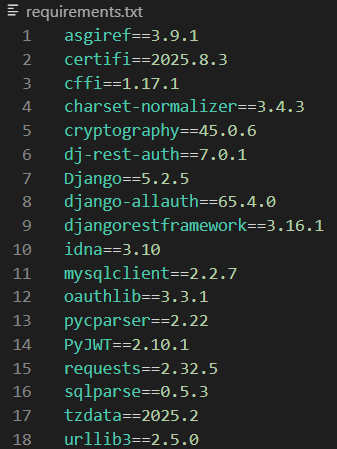 requirements.txt
1 asgiref==3.9.1
2 certifi==2025.8.3
3 cffi==1.17.1
4 charset-normalizer==3.4.3
5 cryptography==45.0.6
6 dj-rest-auth==7.0.1
7 Django==5.2.5
8 django-allauth==65.4.0
9 djangorestframework==3.16.1
10 idna==3.10
11 mysqlclient==2.2.7
12 oauthlib==3.3.1
13 pycparser==2.22
14 PyJWT==2.10.1
15 requests==2.32.5
16 sqlparse==0.5.3
17 tzdata==2025.2
18 urllib3==2.5.0